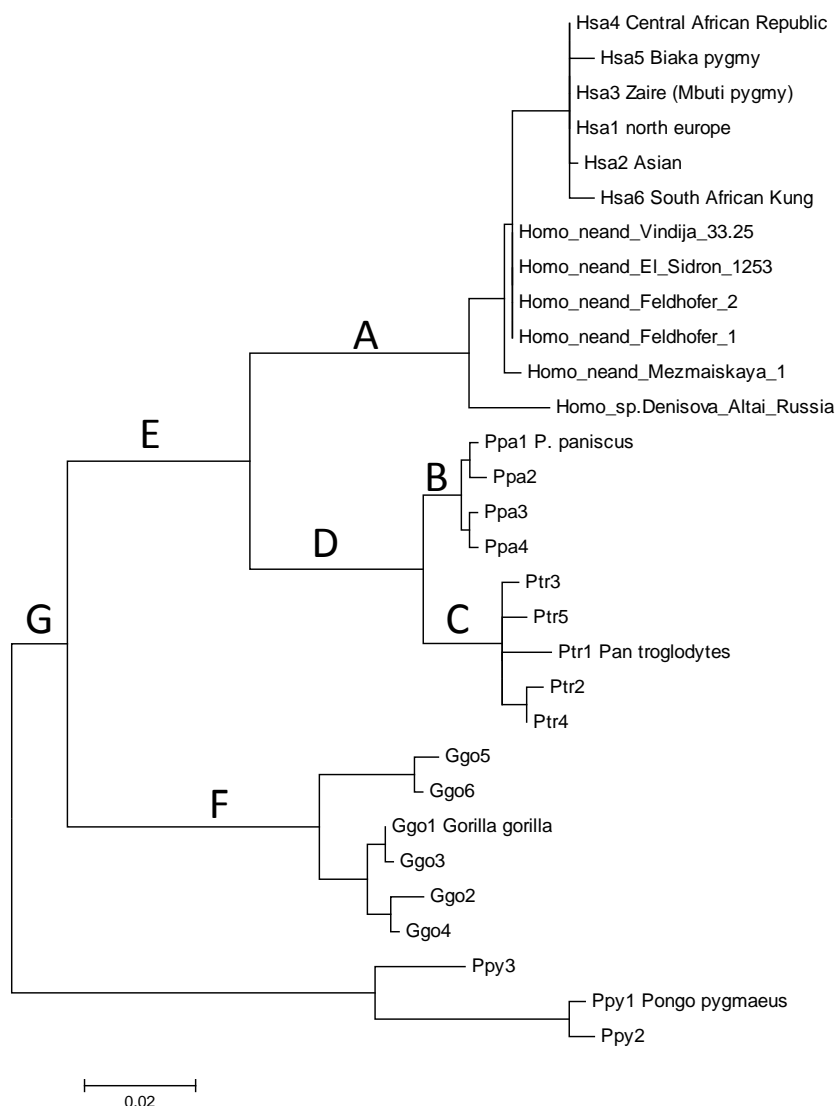 Hsa4 Central African Republic
Hsa5 Biaka pygmy
Hsa3 Zaire (Mbuti pygmy)
Hsa1 north europe
Hsa2 Asian
Hsa6 South African Kung
Homo_neand_Vindija_33.25
Homo_neand_El_Sidron_1253
Homo_neand_Feldhofer_2
Homo_neand_Feldhofer_1
A
Homo_neand_Mezmaiskaya_1
Homo_sp.Denisova_Altai_Russia
E
Ppa1 P. paniscus
B
Ppa2
Ppa3
D
Ppa4
Ptr3
G
C
Ptr5
Ptr1 Pan troglodytes
Ptr2
Ptr4
Ggo5
Ggo6
F
Ggo1 Gorilla gorilla
Ggo3
Ggo2
Ggo4
Ppy3
Ppy1 Pongo pygmaeus
Ppy2
0.02